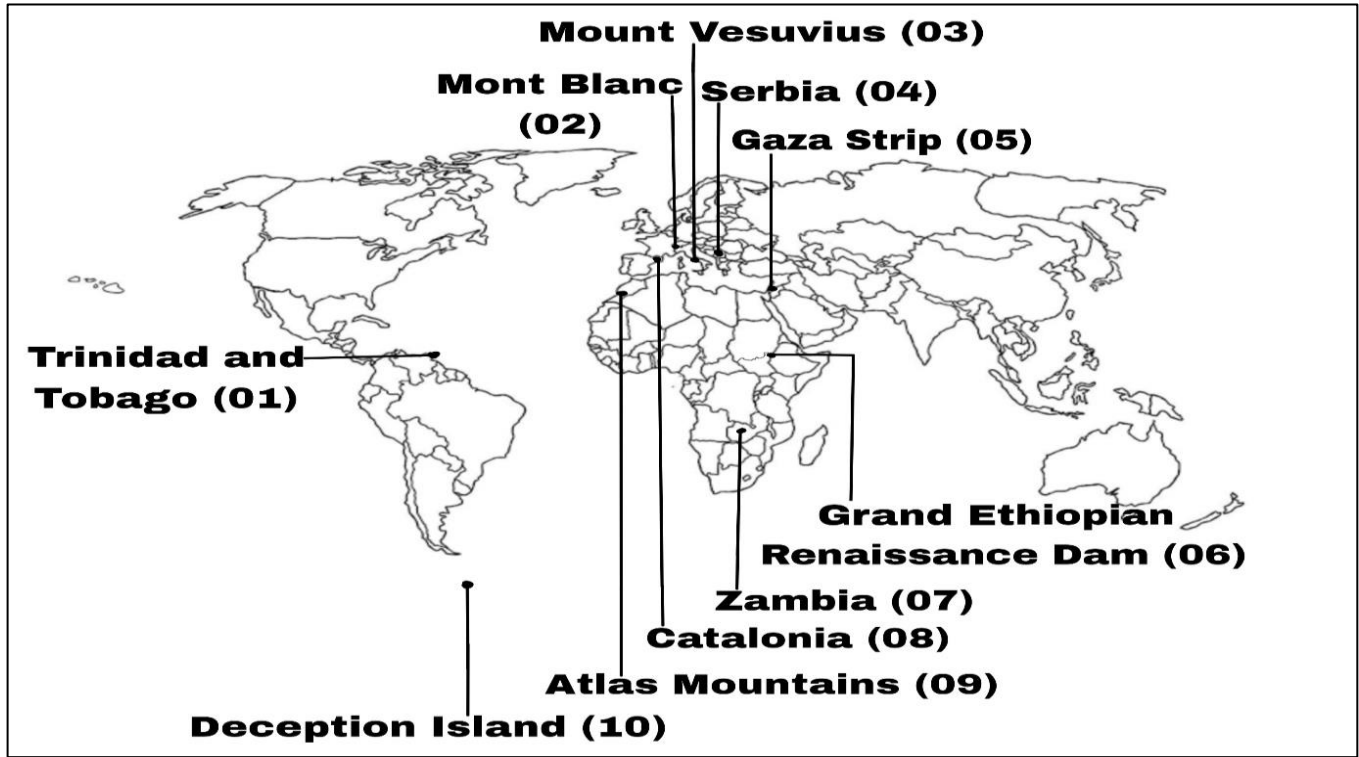 Mount Vesuvius (03)
Mont Blanc
(02)
Serbia (04)
Gaza Strip (05)
Trinidad and
Tobago (01)
Grand Ethiopian
Renaissance Dam (06)
Zambia (07)
Catalonia (08)
Atlas Mountains (09)
Deception Island (10)